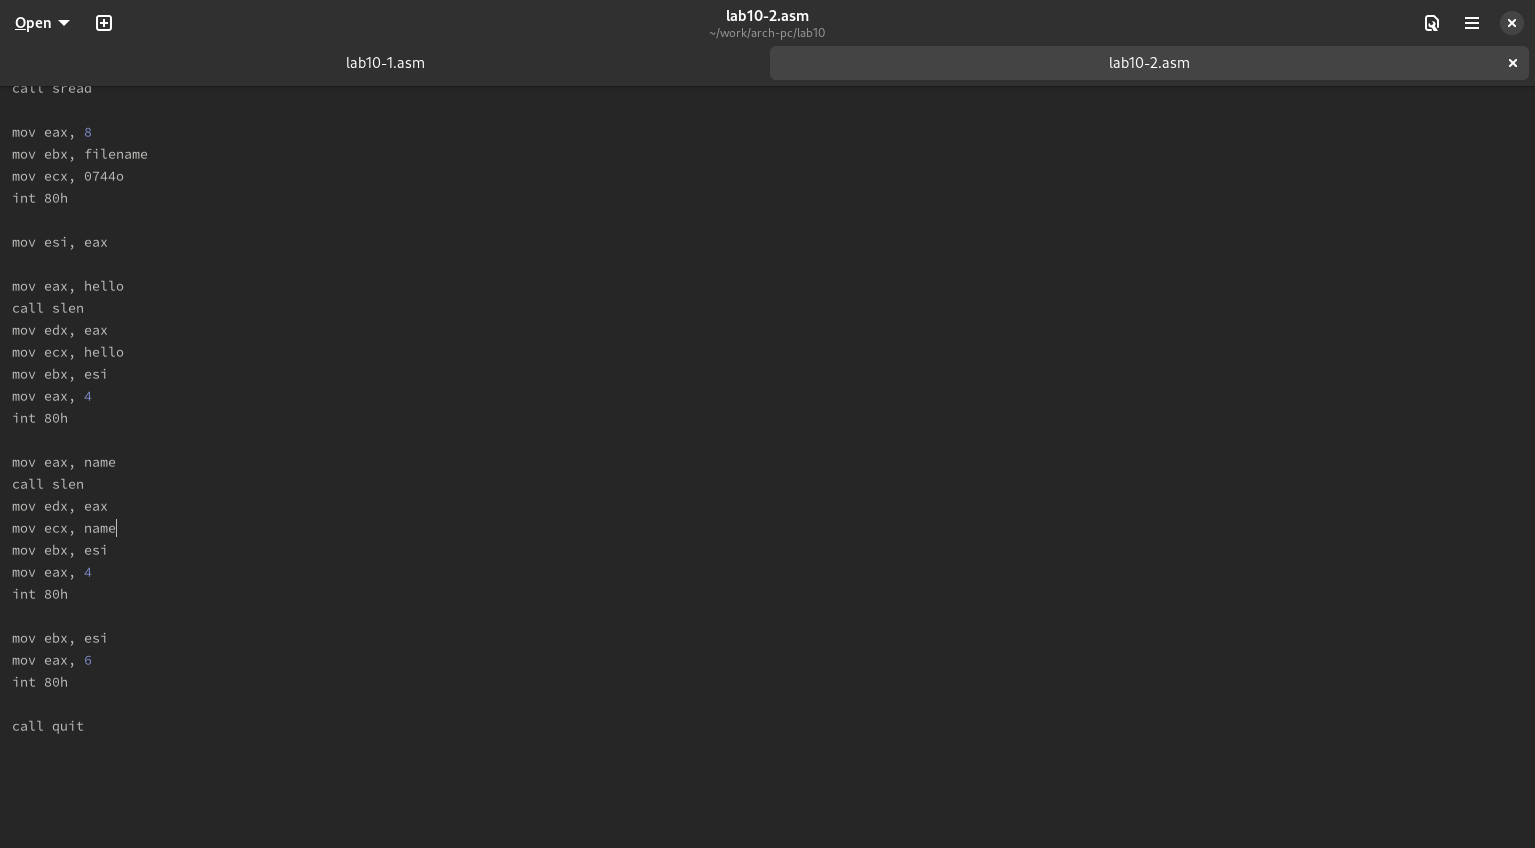 Open
lab10-2.asm
~/work/arch-pc/lab10
lab10-1.asm
lab10-2.asm
call sread
mov eax, 8
mov ebx, filename
mov ecx, 0744o
int 80h
mov esi, eax
mov eax, hello
call slen
mov edx, eax
mov ecx, hello
mov ebx, esi
mov eax, 4
int 80h
mov eax, name
call slen
mov edx, eax
mov ecx, name
mov ebx, esi
mov eax, 4
int 80h
mov ebx, esi
mov eax, 6
int 80h
call quit